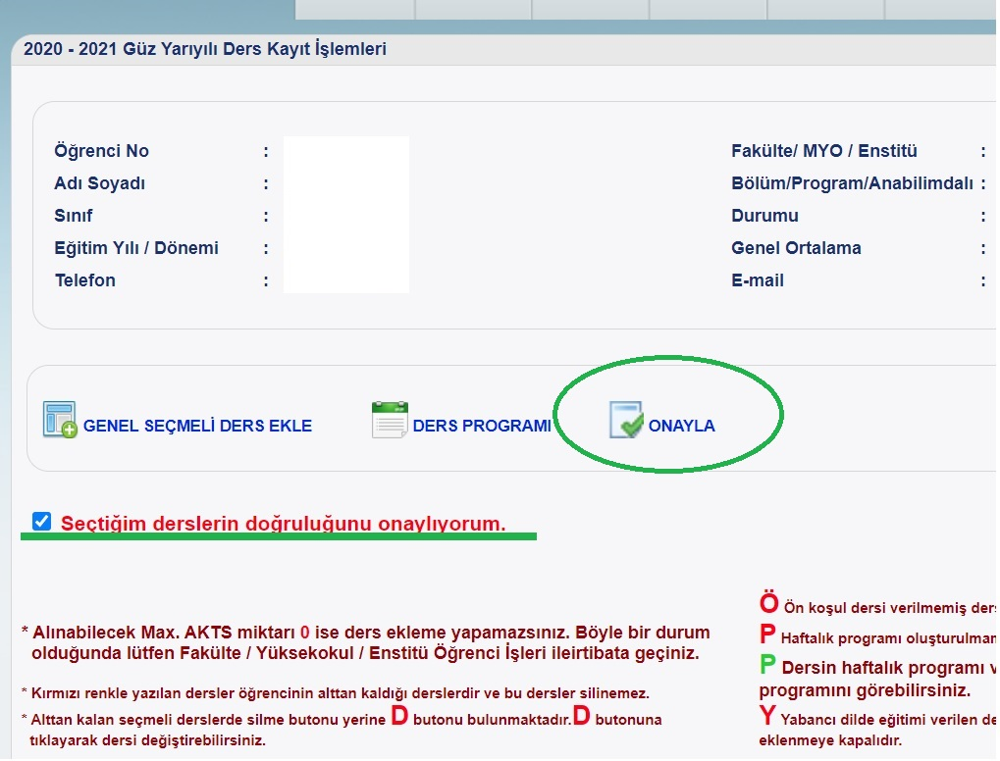 2020 - 2021 Güz Yarıyılı Ders Kayıt İşlemleri
Öğrenci No :
Adı Soyadı :
Sınıf :
Eğitim Yılı / Dönemi :
Telefon :
Fakülte/ MYO / Enstitü :
Bölüm/Program/Anabilimdalı :
Durumu :
Genel Ortalama :
E-mail :
GENEL SEÇMELİ DERS EKLE
DERS PROGRAMI
ONAYLA
Seçtiğim derslerin doğruluğunu onaylıyorum.
* Alınabilecek Max. AKTS miktarı 0 ise ders ekleme yapamazsınız. Böyle bir durum
olduğunda lütfen Fakülte / Yüksekokul / Enstitü Öğrenci İşleri ileirtibata geçiniz.
* Kırmızı renkle yazılan dersler öğrencinin alttan kaldığı derslerdir ve bu dersler silinemez.
* Alttan kalan seçmeli derslerde silme butonu yerine D butonu bulunmaktadır.D butonuna
tıklayarak dersi değiştirebilirsiniz.
Ö Ön koşul dersi verilmemiş
P Haftalık programı
P Dersin haftalık programı
programını görebilirsiniz.
Y Yabancı dilde eğitimi verilen
eklenmeye kapalıdır.